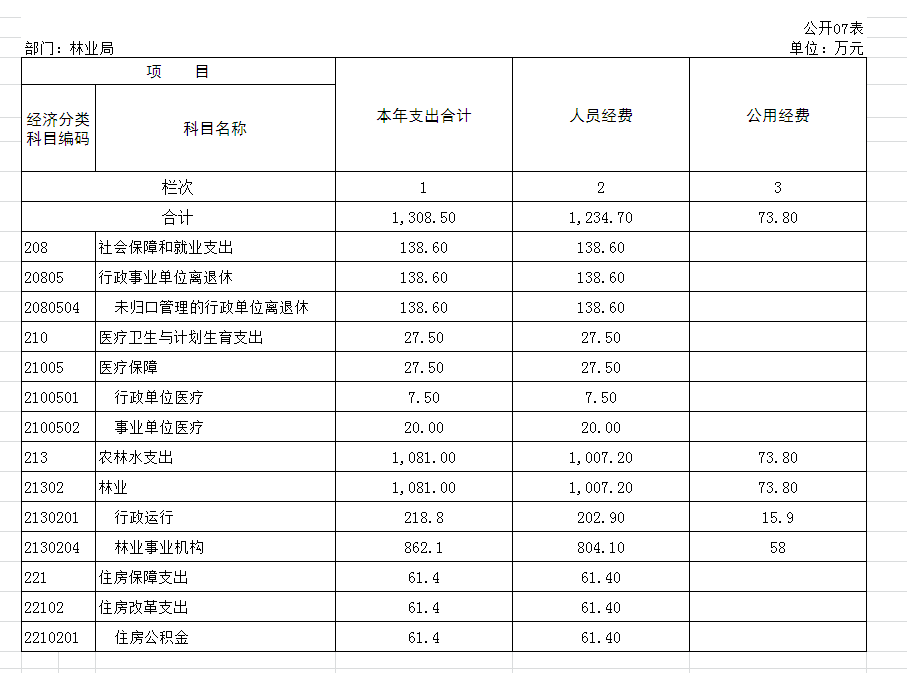 公开07表
部门：林业局 单位：万元
项 目
经济分类科目编码 科目名称 本年支出合计 人员经费 公用经费
栏次 1 2 3
合计 1,308.50 1,234.70 73.80
208 社会保障和就业支出 138.60 138.60
20805 行政事业单位离退休 138.60 138.60
2080504 未归口管理的行政单位离退休 138.60 138.60
210 医疗卫生与计划生育支出 27.50 27.50
21005 医疗保障 27.50 27.50
2100501 行政单位医疗 7.50 7.50
2100502 事业单位医疗 20.00 20.00
213 农林水支出 1,081.00 1,007.20 73.80
21302 林业 1,081.00 1,007.20 73.80
2130201 行政运行 218.8 202.90 15.9
2130204 林业事业机构 862.1 804.10 58
221 住房保障支出 61.4 61.40
22102 住房改革支出 61.4 61.40
2210201 住房公积金 61.4 61.40